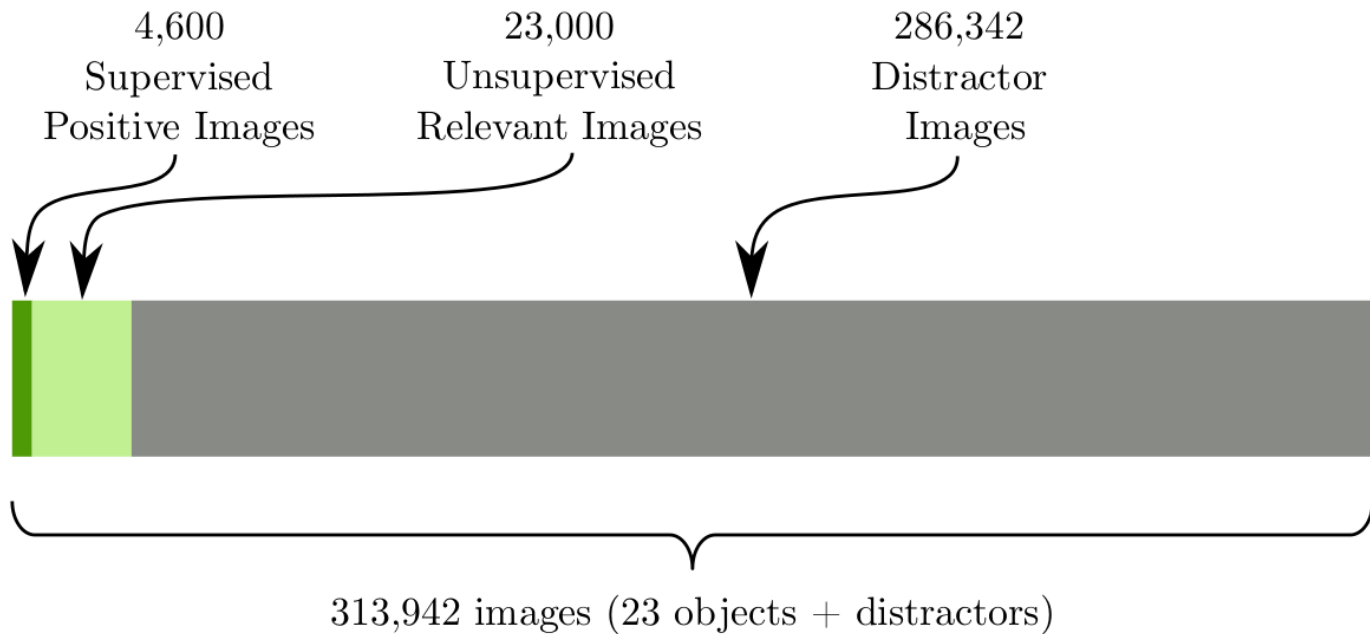 4,600
Supervised
Positive Images
23,000
Unsupervised
Relevant Images
286,342
Distractor
Images
313,942 images (23 objects + distractors)